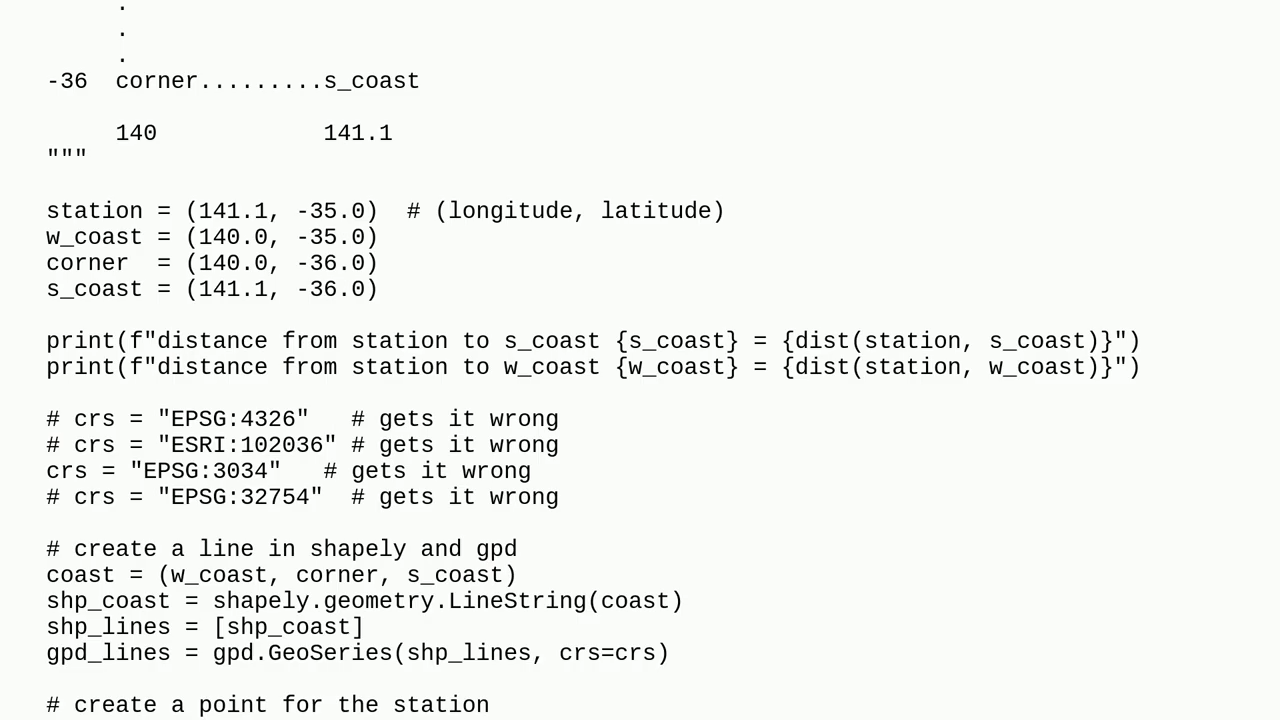 .
.
.
-36  corner.........s_coast
140            141.1
"""
station = (141.1, -35.0)  # (longitude, latitude)
w_coast = (140.0, -35.0)
corner  = (140.0, -36.0)
s_coast = (141.1, -36.0)
print(f"distance from station to s_coast {s_coast} = {dist(station, s_coast)}")
print(f"distance from station to w_coast {w_coast} = {dist(station, w_coast)}")
# crs = "EPSG:4326"   # gets it wrong
# crs = "ESRI:102036" # gets it wrong
crs = "EPSG:3034"   # gets it wrong
# crs = "EPSG:32754"  # gets it wrong
# create a line in shapely and gpd
coast = (w_coast, corner, s_coast)
shp_coast = shapely.geometry.LineString(coast)
shp_lines = [shp_coast]
gpd_lines = gpd.GeoSeries(shp_lines, crs=crs)
# create a point for the station